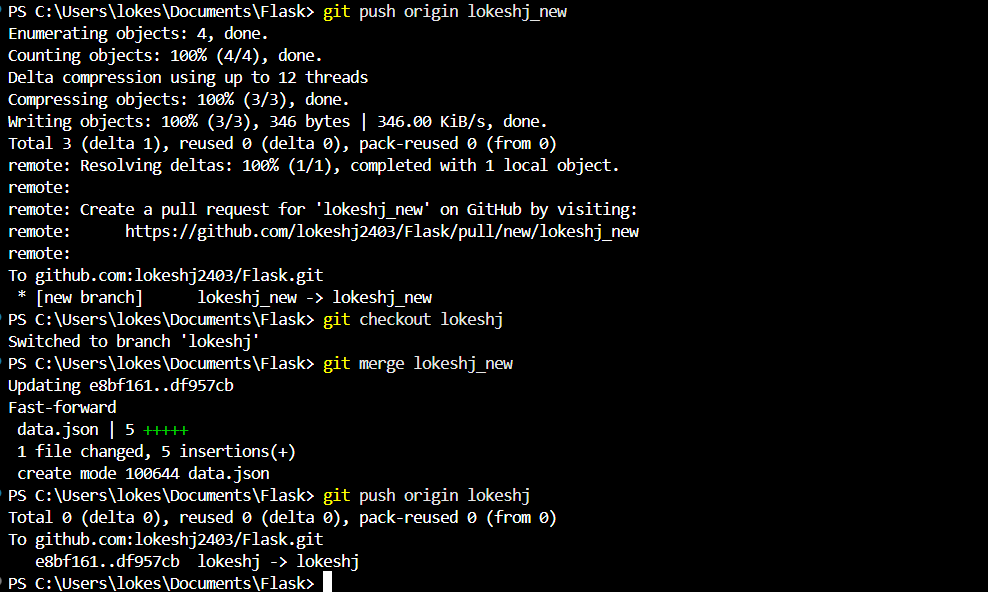 PS C:\Users\lokes\Documents\Flask> git push origin lokeshj_new
Enumerating objects: 4, done.
Counting objects: 100% (4/4), done.
Delta compression using up to 12 threads
Compressing objects: 100% (3/3), done.
Writing objects: 100% (3/3), 346 bytes | 346.00 KiB/s, done.
Total 3 (delta 1), reused 0 (delta 0), pack-reused 0 (from 0)
remote: Resolving deltas: 100% (1/1), completed with 1 local object.
remote:
remote: Create a pull request for 'lokeshj_new' on GitHub by visiting:
remote:      https://github.com/lokeshj2403/Flask/pull/new/lokeshj_new
remote:
To github.com:lokeshj2403/Flask.git
 * [new branch]      lokeshj_new -> lokeshj_new
PS C:\Users\lokes\Documents\Flask> git checkout lokeshj
Switched to branch 'lokeshj'
PS C:\Users\lokes\Documents\Flask> git merge lokeshj_new
Updating e8bf161..df957cb
Fast-forward
 data.json | 5 +++++
 1 file changed, 5 insertions(+)
 create mode 100644 data.json
PS C:\Users\lokes\Documents\Flask> git push origin lokeshj
Total 0 (delta 0), reused 0 (delta 0), pack-reused 0 (from 0)
To github.com:lokeshj2403/Flask.git
   e8bf161..df957cb  lokeshj -> lokeshj
PS C:\Users\lokes\Documents\Flask>